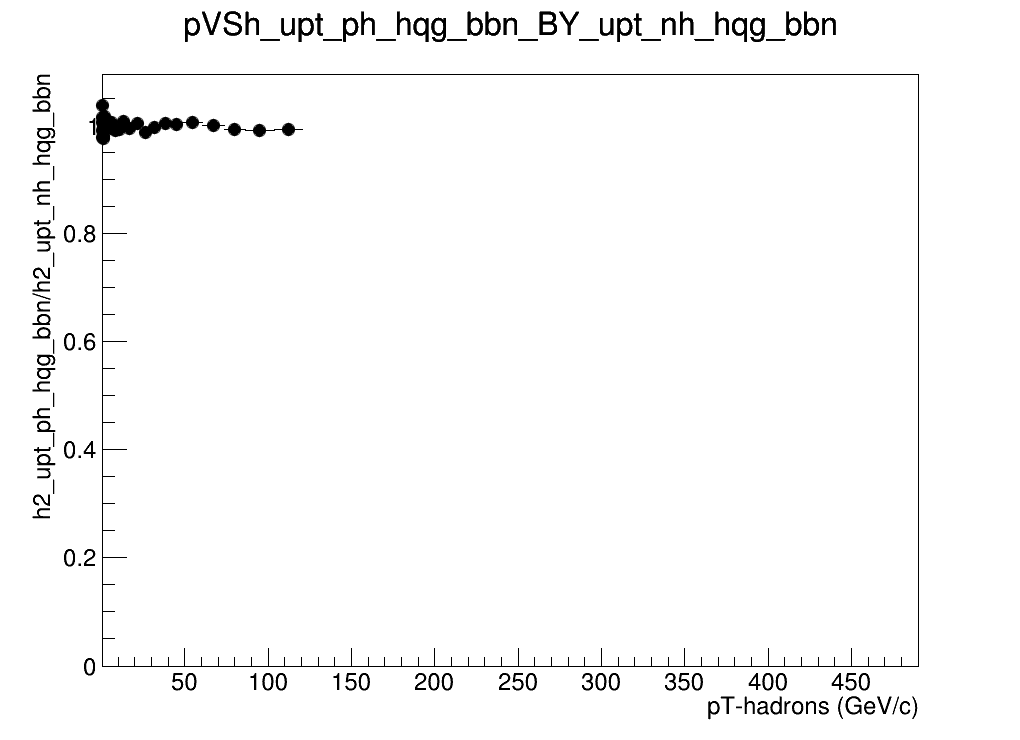 pVSh_upt_ph_hqg_bbn_BY_upt_nh_hqg_bbn
h2_upt_ph_hqg_bbn/h2_upt_nh_hqg_bbn
1
0.8
0.6
0.4
0.2
0
50 100 150 200 250 300 350 400 450
pT-hadrons (GeV/c)